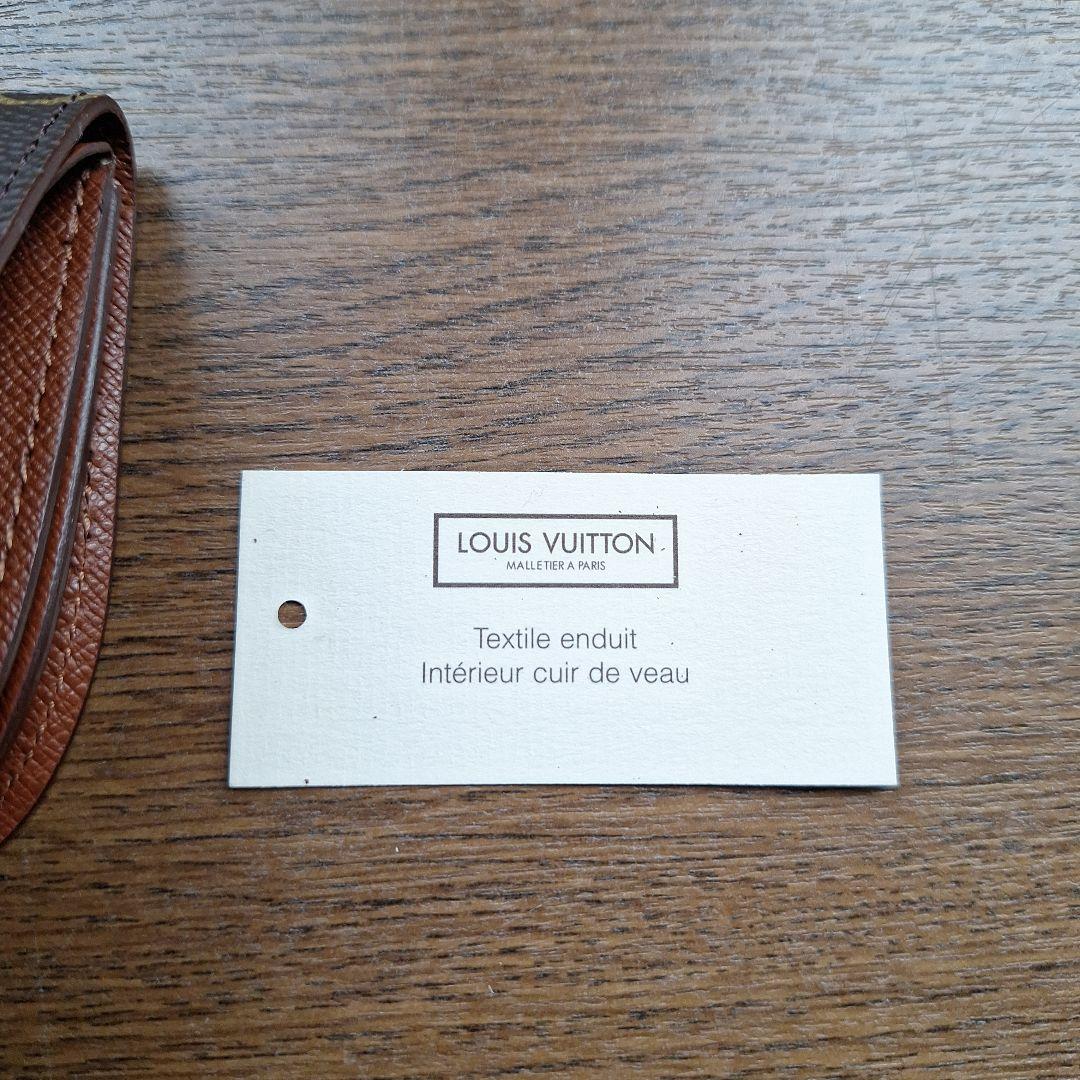 LOUIS VUITTON
MALLETIER A PARIS
Textile enduit
Intérieur cuir de veau